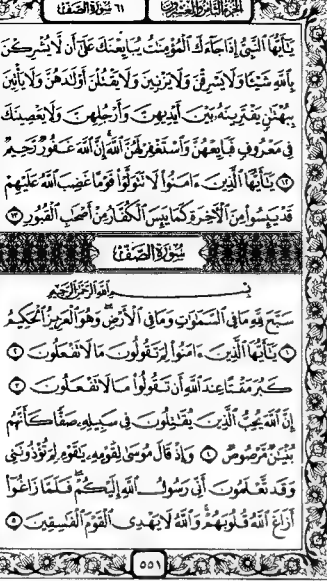 الجزء الثامن والعشرون ٦١ سورة الصف
يَٰٓأَيُّهَا ٱلنَّبِىُّ إِذَا جَآءَكَ ٱلْمُؤْمِنَٰتُ يُبَايِعْنَكَ عَلَىٰٓ أَن لَّا يُشْرِكْنَ
بِٱللَّهِ شَيْـًٔا وَلَا يَسْرِقْنَ وَلَا يَزْنِينَ وَلَا يَقْتُلْنَ أَوْلَٰدَهُنَّ وَلَا يَأْتِينَ
بِبُهْتَٰنٍ يَفْتَرِينَهُۥ بَيْنَ أَيْدِيهِنَّ وَأَرْجُلِهِنَّ وَلَا يَعْصِينَكَ
فِى مَعْرُوفٍ فَبَايِعْهُنَّ وَٱسْتَغْفِرْ لَهُنَّ ٱللَّهَ إِنَّ ٱللَّهَ غَفُورٌ رَّحِيمٌ
١٢ يَٰٓأَيُّهَا ٱلَّذِينَ ءَامَنُوا۟ لَا تَتَوَلَّوْا۟ قَوْمًا غَضِبَ ٱللَّهُ عَلَيْهِمْ
قَدْ يَئِسُوا۟ مِنَ ٱلْءَاخِرَةِ كَمَا يَئِسَ ٱلْكُفَّارُ مِنْ أَصْحَٰبِ ٱلْقُبُورِ ١٣
سُورَةُ الصَّفِّ
بِسْمِ ٱللَّهِ ٱلرَّحْمَٰنِ ٱلرَّحِيمِ
سَبَّحَ لِلَّهِ مَا فِى ٱلسَّمَٰوَٰتِ وَمَا فِى ٱلْأَرْضِ وَهُوَ ٱلْعَزِيزُ ٱلْحَكِيمُ
١ يَٰٓأَيُّهَا ٱلَّذِينَ ءَامَنُوا۟ لِمَ تَقُولُونَ مَا لَا تَفْعَلُونَ ٢
كَبُرَ مَقْتًا عِندَ ٱللَّهِ أَن تَقُولُوا۟ مَا لَا تَفْعَلُونَ ٣
إِنَّ ٱللَّهَ يُحِبُّ ٱلَّذِينَ يُقَٰتِلُونَ فِى سَبِيلِهِۦ صَفًّا كَأَنَّهُم
بُنْيَٰنٌ مَّرْصُوصٌ ٤ وَإِذْ قَالَ مُوسَىٰ لِقَوْمِهِۦ يَٰقَوْمِ لِمَ تُؤْذُونَنِى
وَقَد تَّعْلَمُونَ أَنِّى رَسُولُ ٱللَّهِ إِلَيْكُمْ فَلَمَّا زَاغُوٓا۟
أَزَاغَ ٱللَّهُ قُلُوبَهُمْ وَٱللَّهُ لَا يَهْدِى ٱلْقَوْمَ ٱلْفَٰسِقِينَ ٥
٥٥١